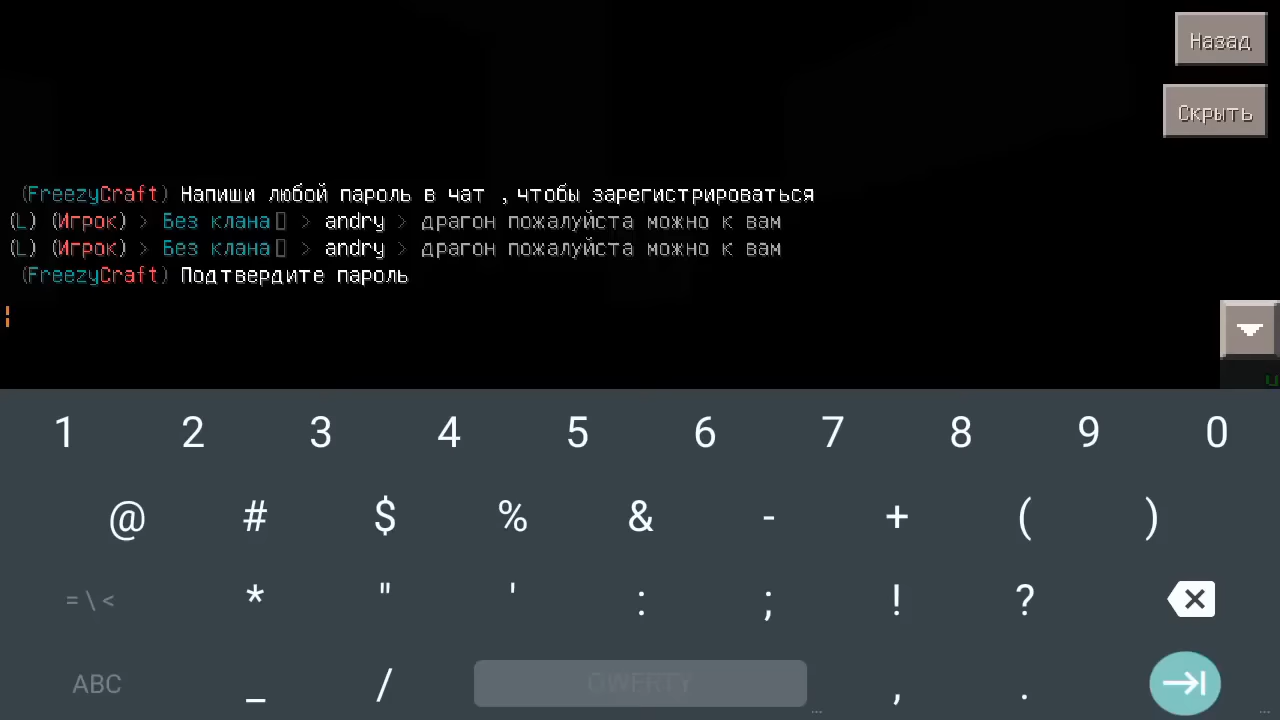 Назад
Скрыть
(FreezyCraft) Напиши любой пароль в чат ,чтобы зарегистрироваться
(L) (Игрок) > Без клана▯ > andry > драгон пожалуйста можно к вам
(L) (Игрок) > Без клана▯ > andry > драгон пожалуйста можно к вам
(FreezyCraft) Подтвердите пароль
1 2 3 4 5 6 7 8 9 0
@ # $ % & - + ( )
= \ < * " ' : ; ! ?
ABC _ / QWERTY , .